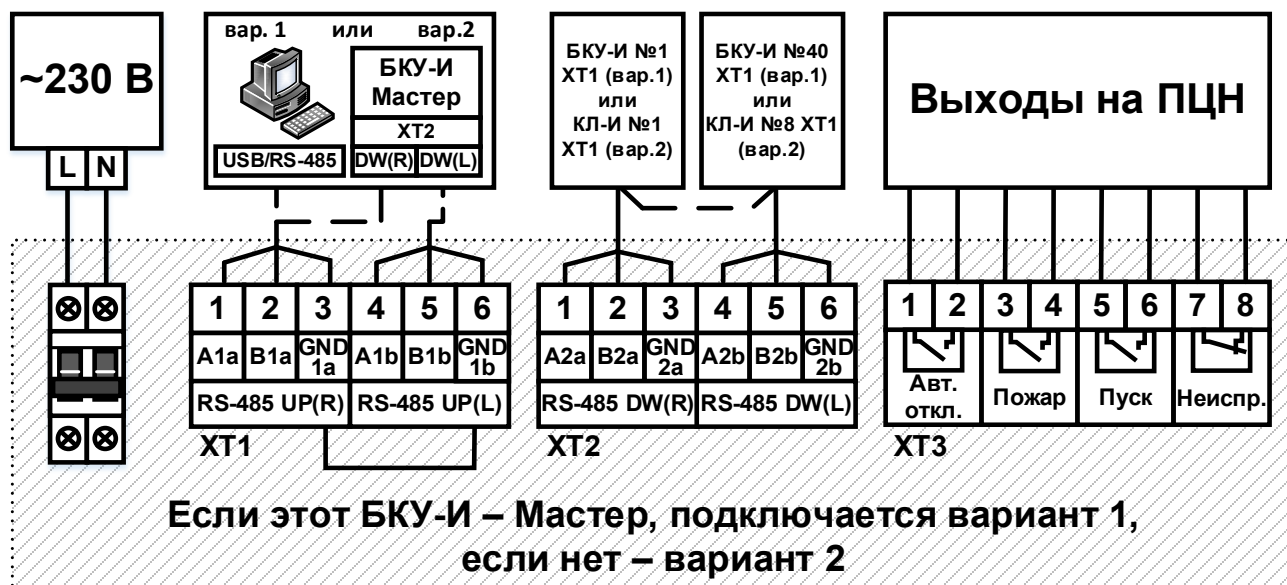 ~230 В
L N
вар. 1 или вар.2
БКУ-И
Мастер
XT2
USB/RS-485 DW(R) DW(L)
БКУ-И №1
XT1 (вар.1)
или
КЛ-И №1
XT1 (вар.2)
БКУ-И №40
XT1 (вар.1)
или
КЛ-И №8 XT1
(вар.2)
Выходы на ПЦН
1 2 3 4 5 6
A1a B1a GND 1a A1b B1b GND 1b
RS-485 UP(R) RS-485 UP(L)
XT1
1 2 3 4 5 6
A2a B2a GND 2a A2b B2b GND 2b
RS-485 DW(R) RS-485 DW(L)
XT2
1 2 3 4 5 6 7 8
Авт.
откл.
Пожар
Пуск
Неиспр.
XT3
Если этот БКУ-И – Мастер, подключается вариант 1,
если нет – вариант 2